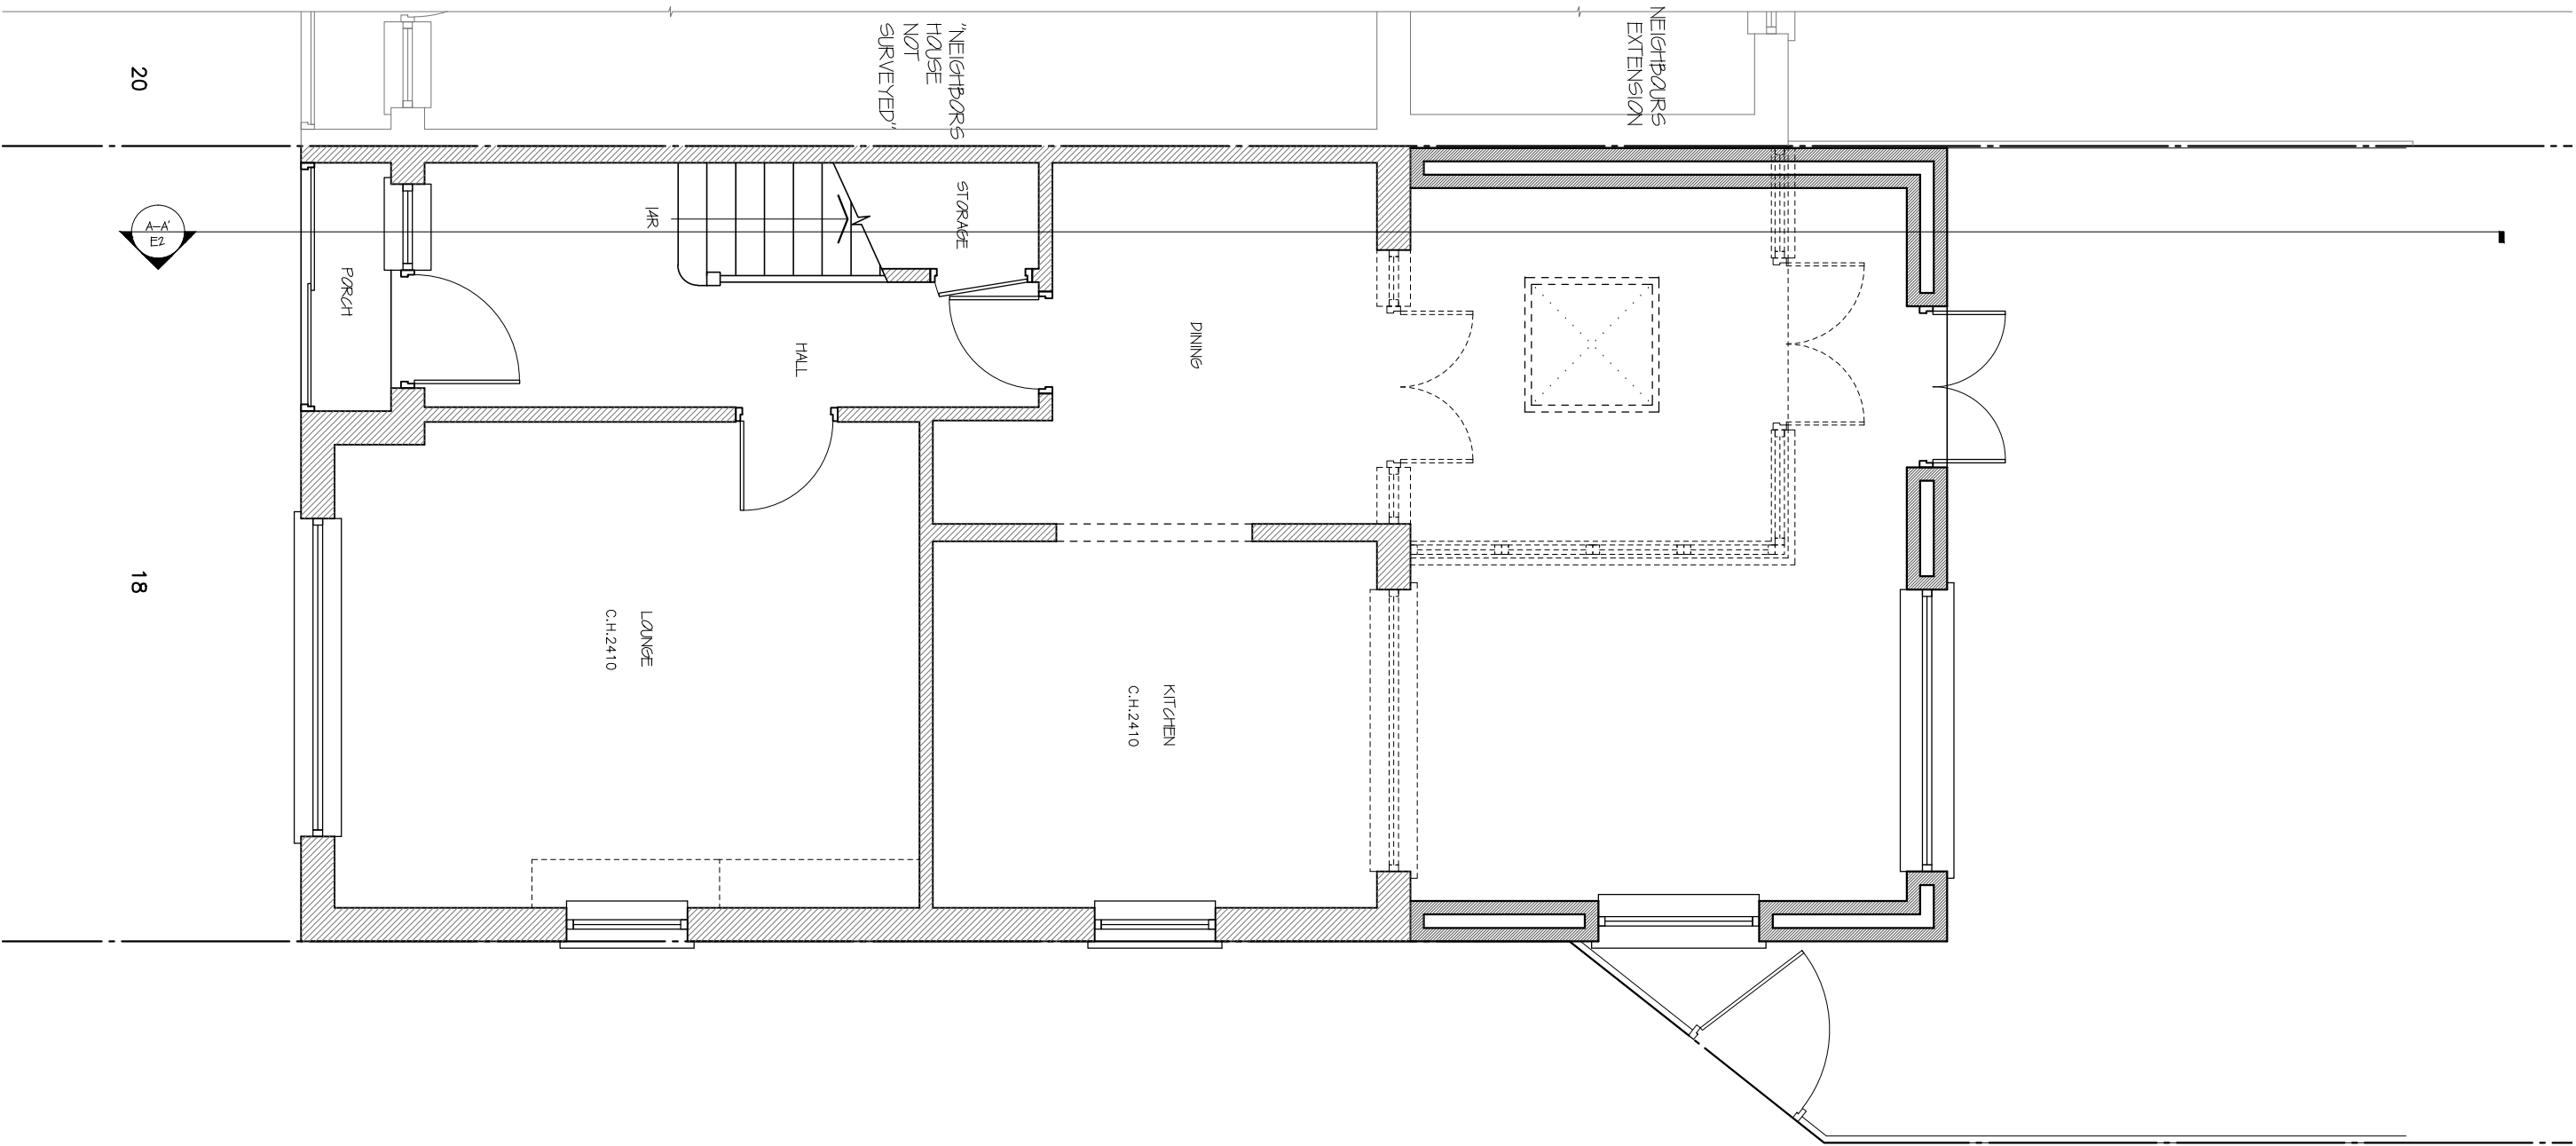 20
18
A-A'
E2
PORCH
14R
HALL
STORAGE
"NEIGHBORS
HOUSE
NOT
SURVEYED"
NEIGHBOURS
EXTENSION
DINING
LOUNGE
C.H.2410
KITCHEN
C.H.2410